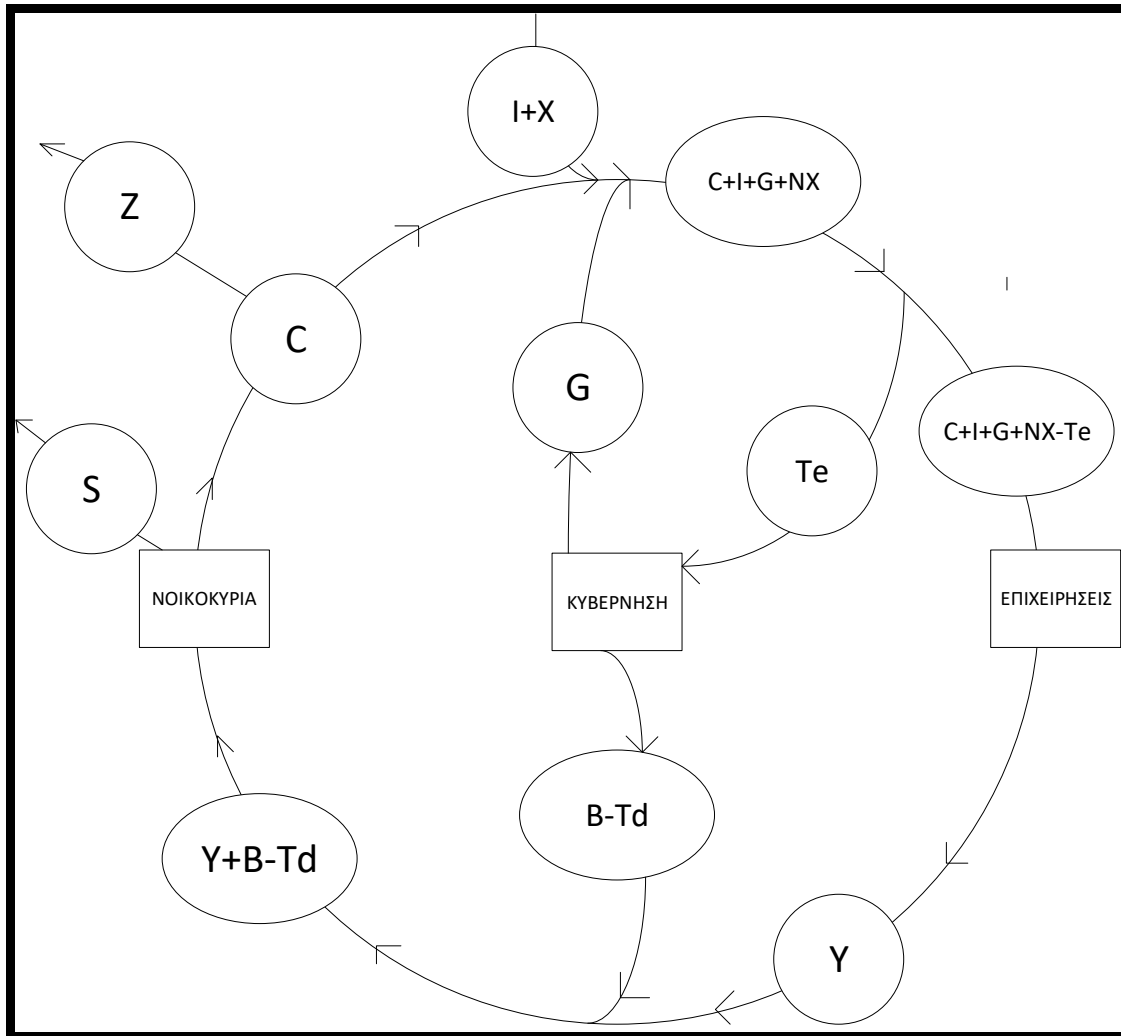 I+X
C+I+G+NX
Z
C
G
C+I+G+NX-Te
Te
S
ΝΟΙΚΟΚΥΡΙΑ
ΚΥΒΕΡΝΗΣΗ
ΕΠΙΧΕΙΡΗΣΕΙΣ
B-Td
Y+B-Td
Y